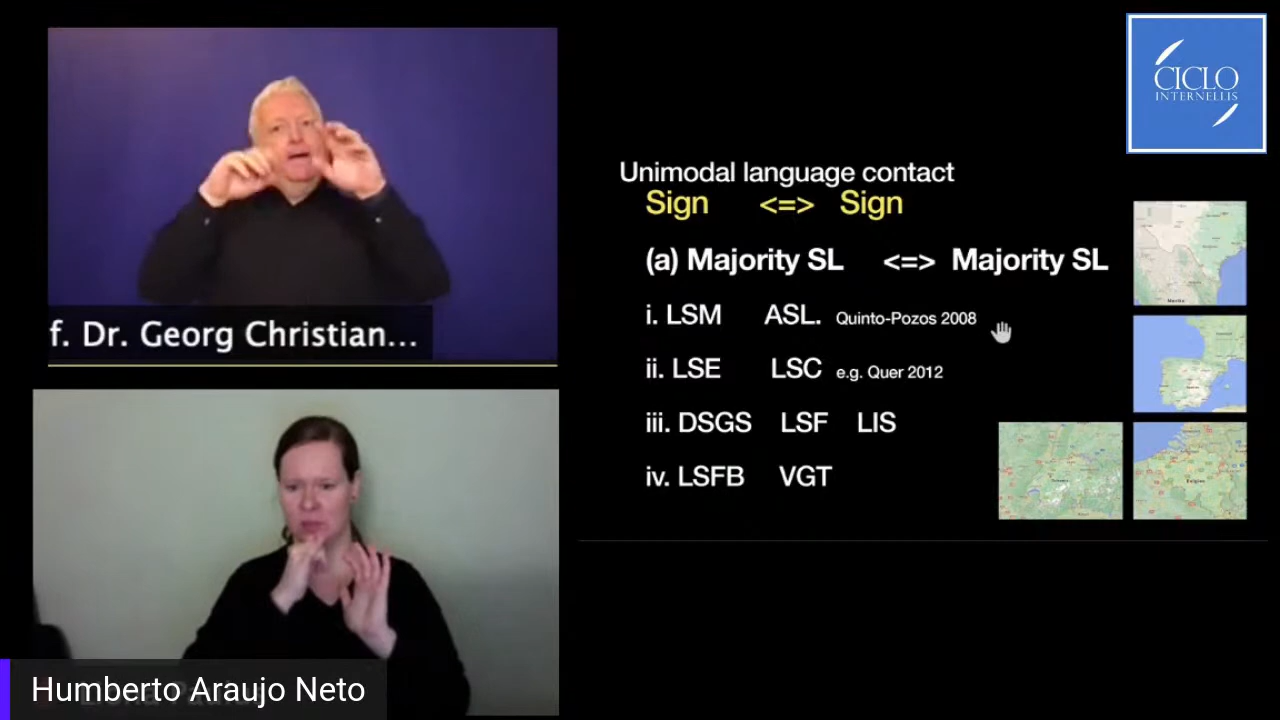 CICLO
INTERNELLIS
Unimodal language contact
Sign <=> Sign
(a) Majority SL <=> Majority SL
i. LSM ASL. Quinto-Pozos 2008
ii. LSE LSC e.g. Quer 2012
iii. DSGS LSF LIS
iv. LSFB VGT
f. Dr. Georg Christian...
Humberto Araujo Neto